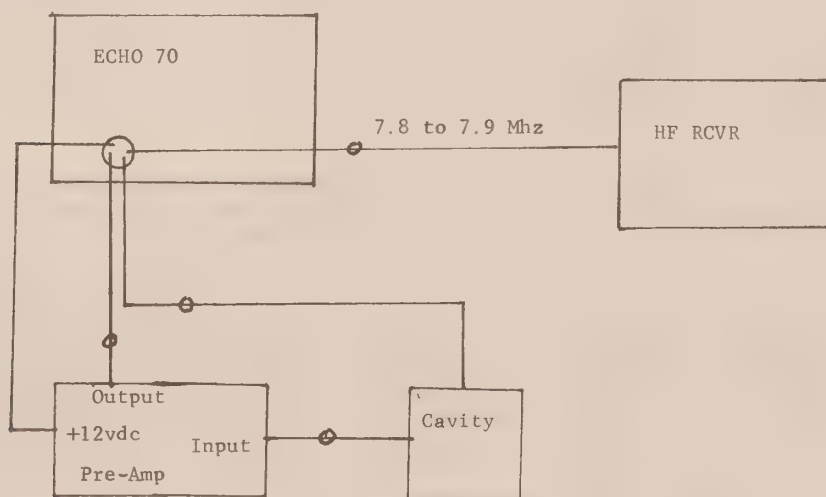 ECHO 70
7.8 to 7.9 Mhz
HF RCVR
Output
+12vdc
Input
Pre-Amp
Cavity